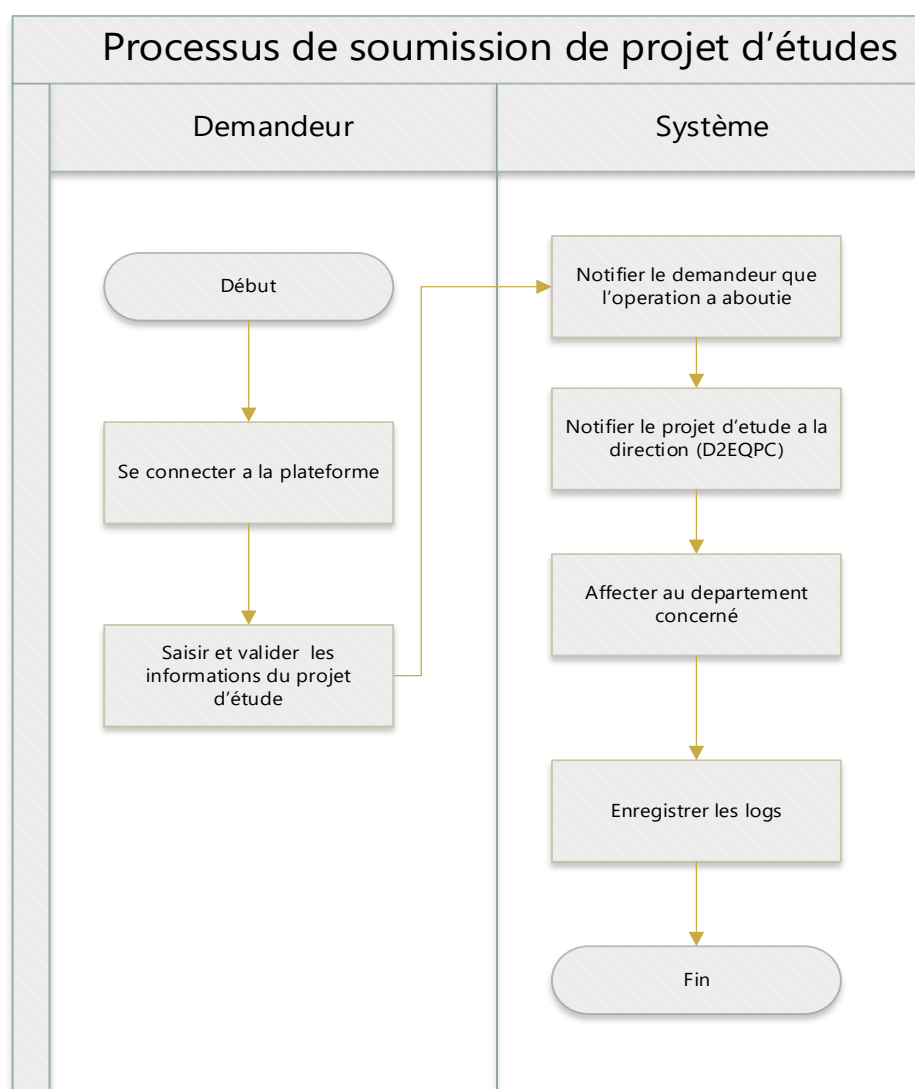 Processus de soumission de projet d’études
Demandeur
Système
Début
Se connecter a la plateforme
Saisir et valider les
informations du projet
d’étude
Notifier le demandeur que
l’operation a aboutie
Notifier le projet d’etude a la
direction (D2EQPC)
Affecter au departement
concerné
Enregistrer les logs
Fin